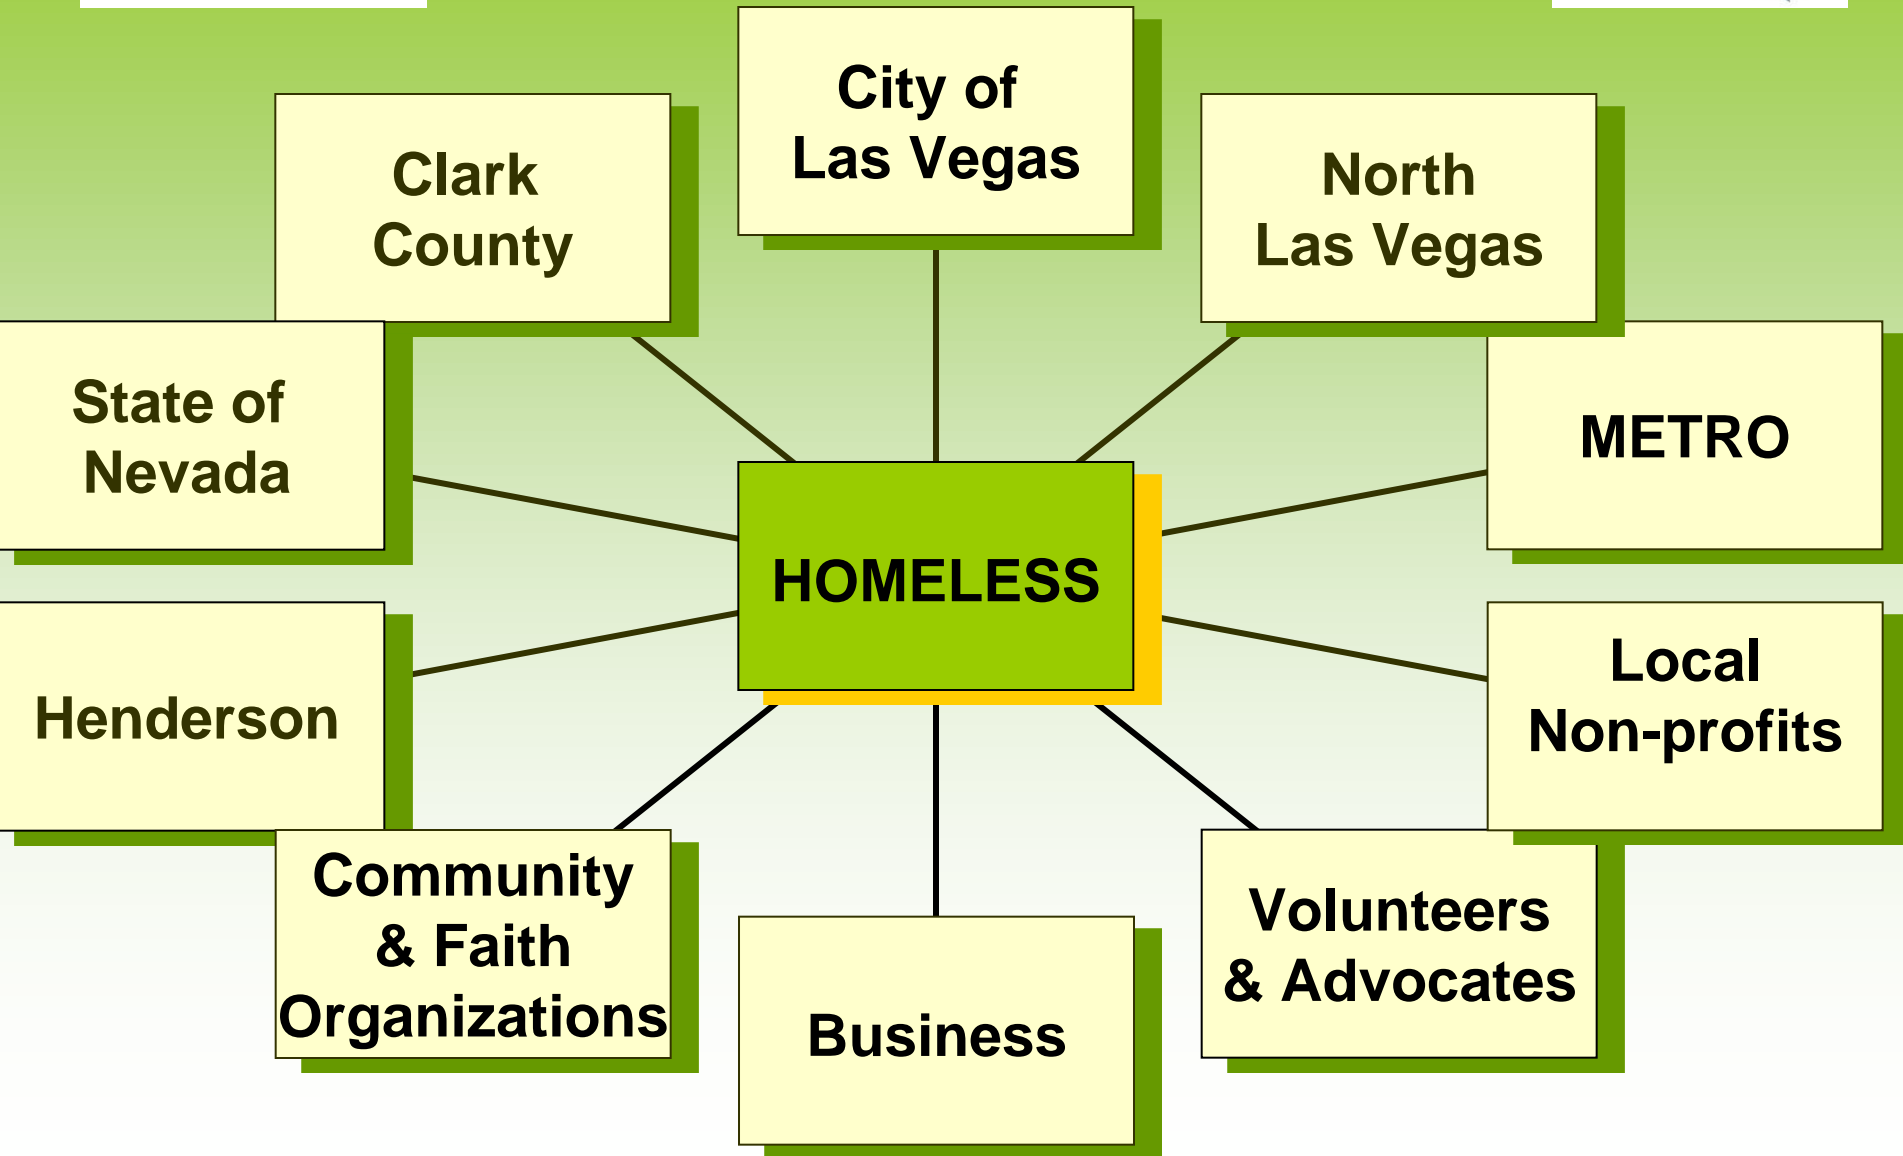 City of
Las Vegas
Clark
County
North
Las Vegas
State of
Nevada
METRO
HOMELESS
Henderson
Local
Non-profits
Community
& Faith
Organizations
Volunteers
& Advocates
Business